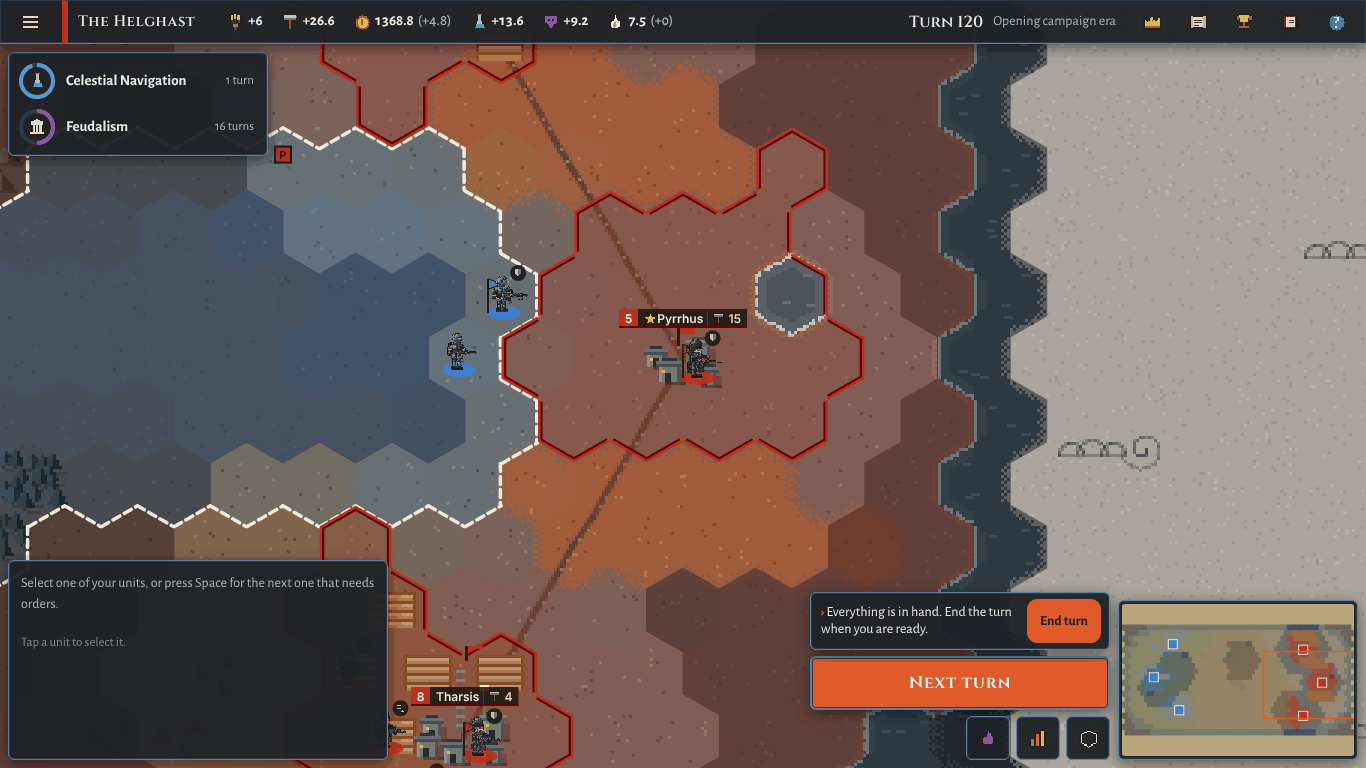 The Helghast
+6
+26.6
1368.8 (+4.8)
+13.6
+9.2
7.5 (+0)
Turn 120
Opening campaign era
?
Celestial Navigation
1 turn
Feudalism
16 turns
P
5 Pyrrhus 15
8 Tharsis 4
Select one of your units, or press Space for the next one that needs
orders.
Tap a unit to select it.
› Everything is in hand. End the turn
when you are ready.
End turn
Next turn